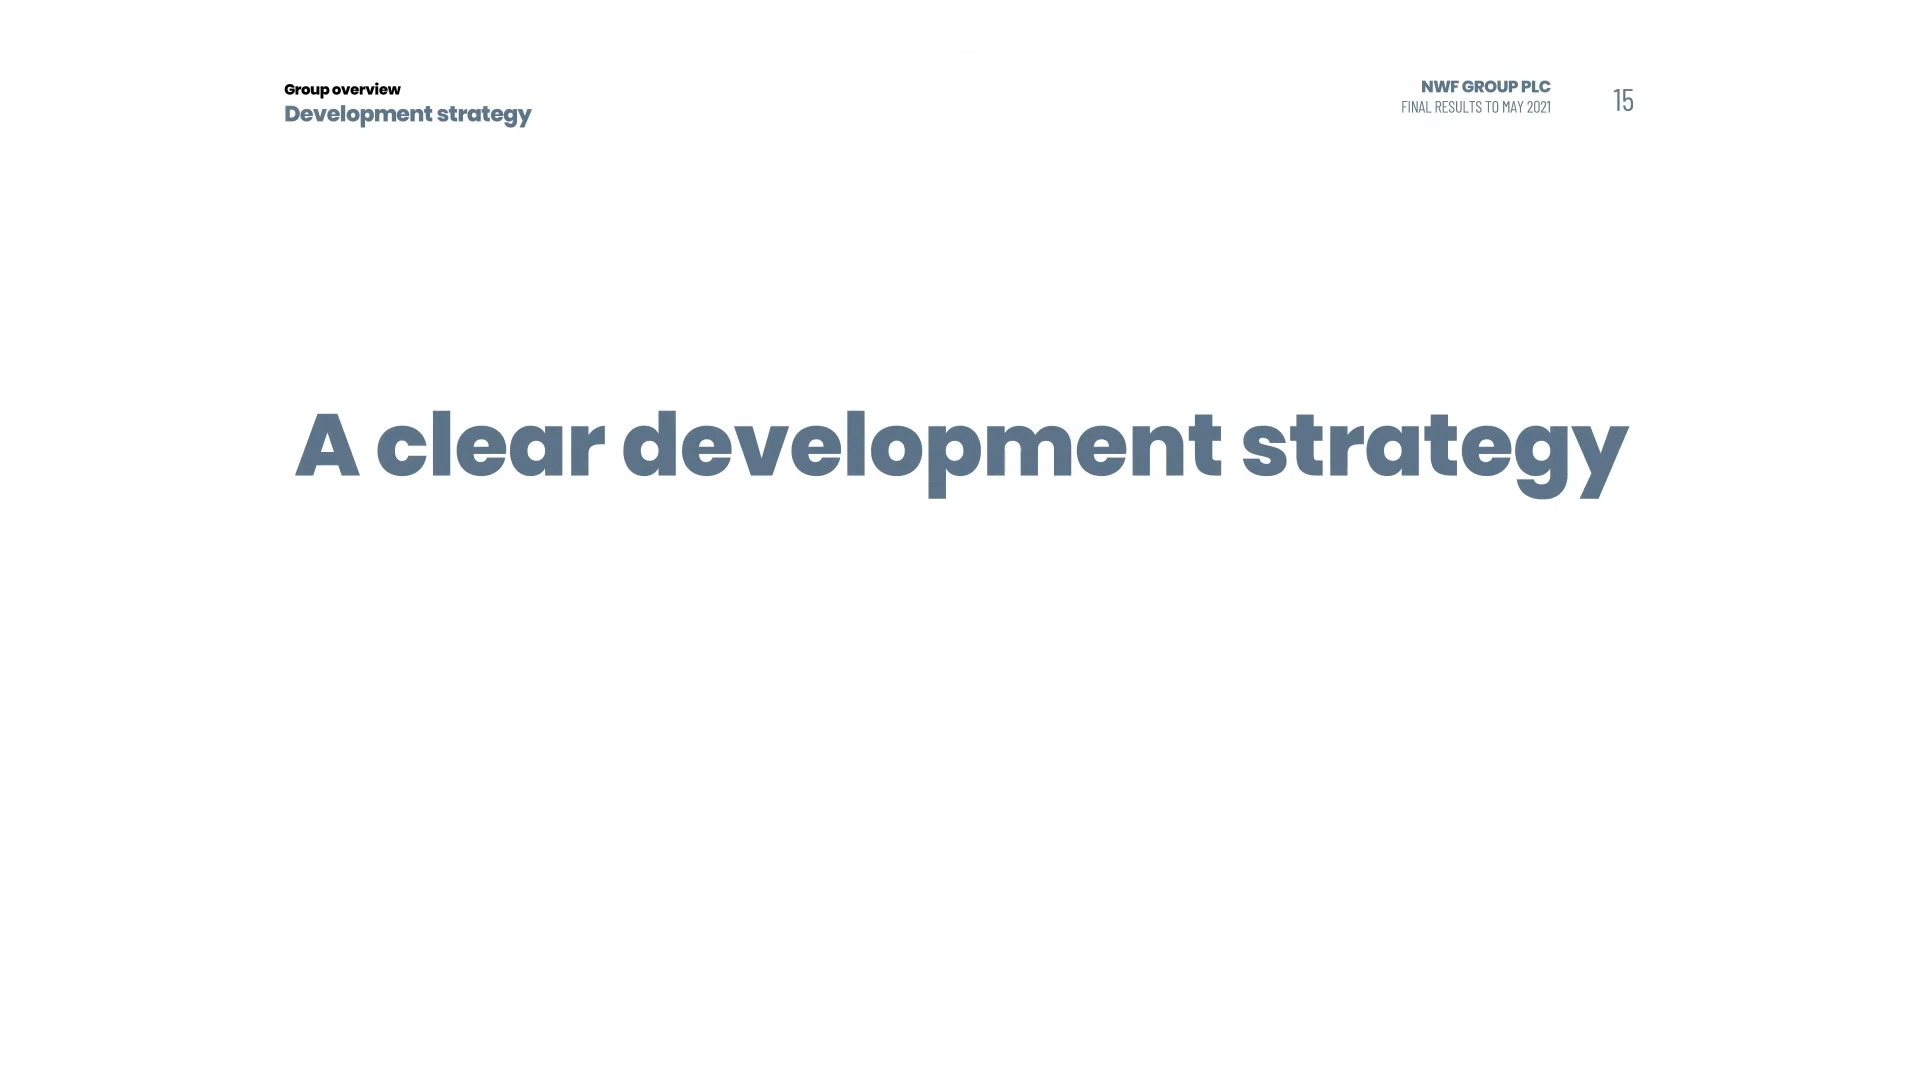 Group overview
Development strategy
NWF GROUP PLC
FINAL RESULTS TO MAY 2021
15
A clear development strategy